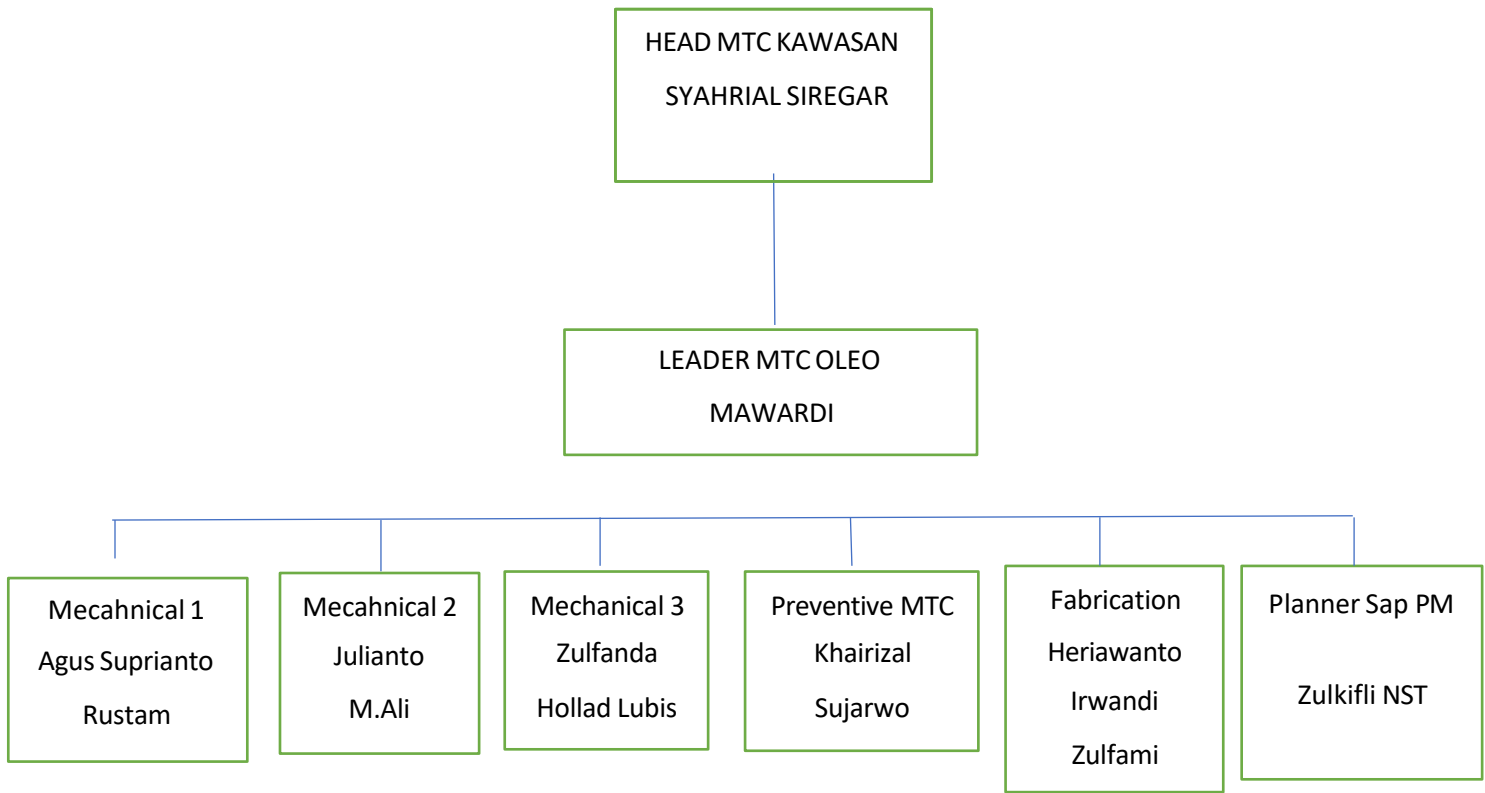 HEAD MTC KAWASAN
SYAHRIAL SIREGAR
LEADER MTC OLEO
MAWARDI
Mecahnical 1
Agus Suprianto
Rustam
Mecahnical 2
Julianto
M.Ali
Mechanical 3
Zulfanda
Hollad Lubis
Preventive MTC
Khairizal
Sujarwo
Fabrication
Heriawanto
Irwandi
Zulfami
Planner Sap PM
Zulkifli NST